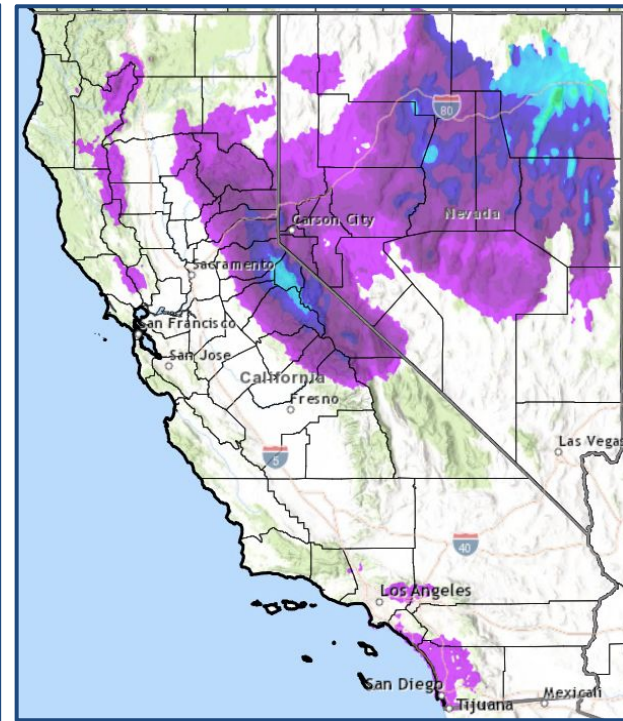 80
Carson City
Nevada
Sacramento
San Francisco
San Jose
California
Fresno
5
Las Vegas
40
Los Angeles
San Diego
Tijuana
Mexicali